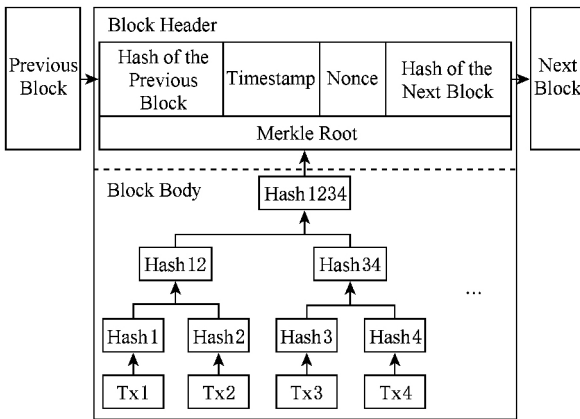 Block Header
Previous
Block
Hash of the
Previous
Block
Timestamp
Nonce
Hash of the
Next Block
Next
Block
Merkle Root
Block Body
Hash1234
Hash12
Hash34
...
Hash1
Hash2
Hash3
Hash4
Tx1
Tx2
Tx3
Tx4